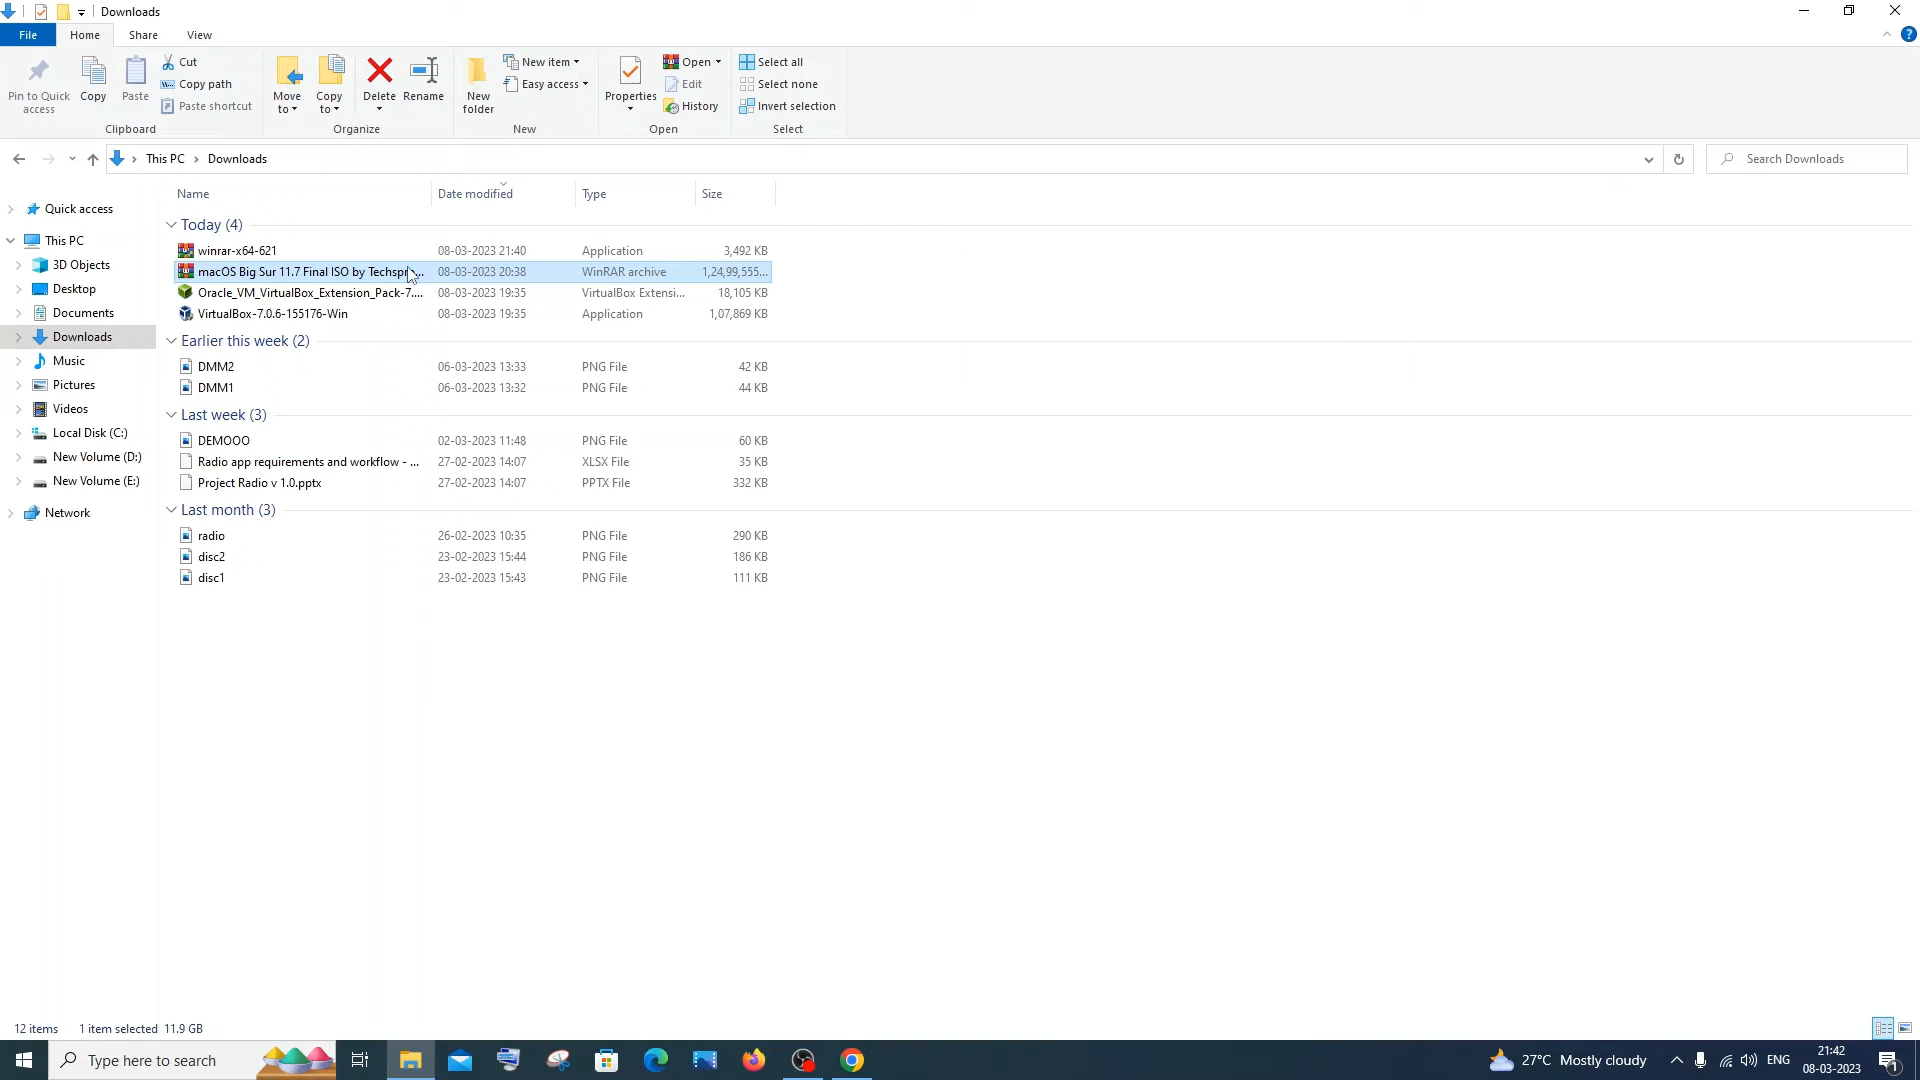 Downloads
File Home Share View
Pin to Quick access
Copy
Paste
Cut
Copy path
Paste shortcut
Clipboard
Move to
Copy to
Delete
Rename
Organize
New folder
New item
Easy access
New
Properties
Open
Edit
History
Open
Select all
Select none
Invert selection
Select
This PC Downloads
Search Downloads
Name Date modified Type Size
Quick access
This PC
3D Objects
Desktop
Documents
Downloads
Music
Pictures
Videos
Local Disk (C:)
New Volume (D:)
New Volume (E:)
Network
Today (4)
winrar-x64-621 08-03-2023 21:40 Application 3,492 KB
macOS Big Sur 11.7 Final ISO by Techspr... 08-03-2023 20:38 WinRAR archive 1,24,99,555...
Oracle_VM_VirtualBox_Extension_Pack-7.... 08-03-2023 19:35 VirtualBox Extensi... 18,105 KB
VirtualBox-7.0.6-155176-Win 08-03-2023 19:35 Application 1,07,869 KB
Earlier this week (2)
DMM2 06-03-2023 13:33 PNG File 42 KB
DMM1 06-03-2023 13:32 PNG File 44 KB
Last week (3)
DEMOOO 02-03-2023 11:48 PNG File 60 KB
Radio app requirements and workflow - ... 27-02-2023 14:07 XLSX File 35 KB
Project Radio v 1.0.pptx 27-02-2023 14:07 PPTX File 332 KB
Last month (3)
radio 26-02-2023 10:35 PNG File 290 KB
disc2 23-02-2023 15:44 PNG File 186 KB
disc1 23-02-2023 15:43 PNG File 111 KB
12 items 1 item selected 11.9 GB
Type here to search
27°C Mostly cloudy
ENG
21:42
08-03-2023
1